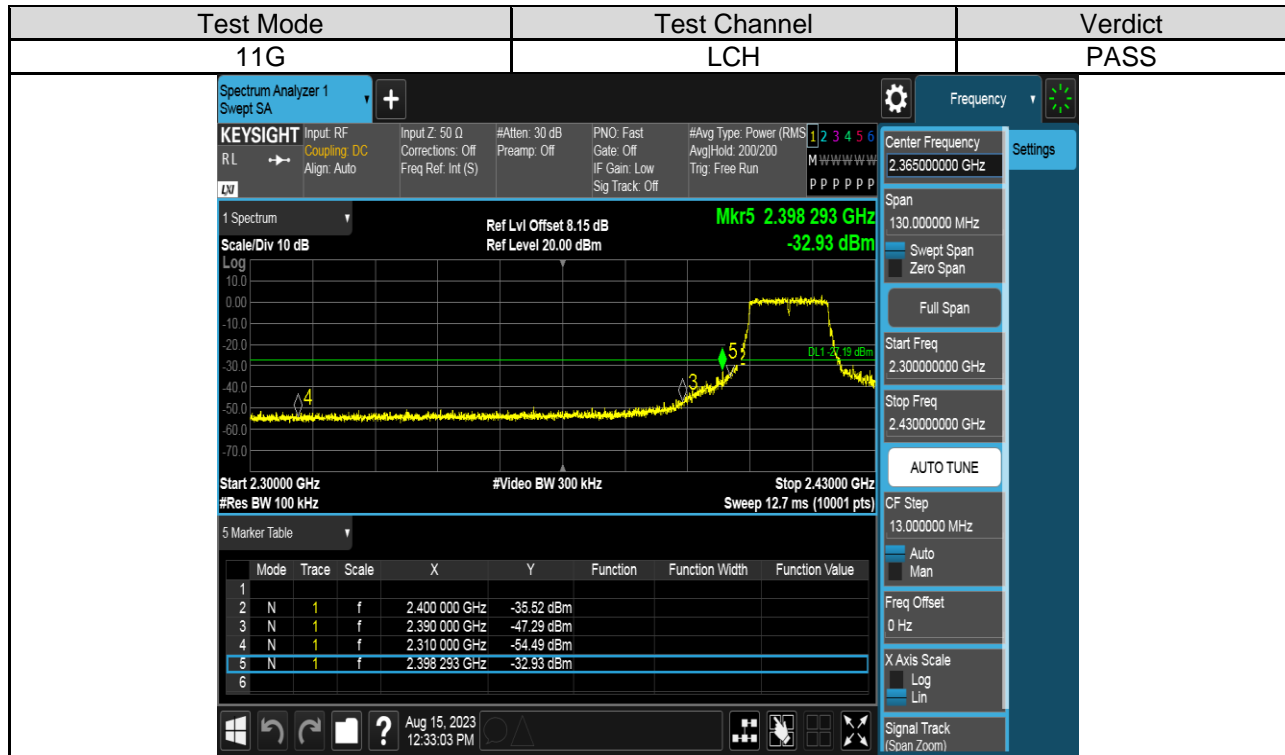 Test Mode Test Channel Verdict
11G LCH PASS
Spectrum Analyzer 1
Swept SA
+
Frequency
KEYSIGHT
RL
LXI
Input: RF
Coupling: DC
Align: Auto
Input Z: 50 Ω
Corrections: Off
Freq Ref: Int (S)
#Atten: 30 dB
Preamp: Off
PNO: Fast
Gate: Off
IF Gain: Low
Sig Track: Off
#Avg Type: Power (RMS
Avg|Hold: 200/200
Trig: Free Run
1 2 3 4 5 6
M W W W W W
P P P P P P
1 Spectrum
Scale/Div 10 dB
Ref Lvl Offset 8.15 dB
Ref Level 20.00 dBm
Mkr5 2.398 293 GHz
-32.93 dBm
Log
10.0
0.00
-10.0
-20.0
-30.0
-40.0
-50.0
-60.0
-70.0
DL1 -27.19 dBm
5
2
3
4
Start 2.30000 GHz
#Res BW 100 kHz
#Video BW 300 kHz
Stop 2.43000 GHz
Sweep 12.7 ms (10001 pts)
5 Marker Table
Mode Trace Scale X Y Function Function Width Function Value
1
2 N 1 f 2.400 000 GHz -35.52 dBm
3 N 1 f 2.390 000 GHz -47.29 dBm
4 N 1 f 2.310 000 GHz -54.49 dBm
5 N 1 f 2.398 293 GHz -32.93 dBm
6
?
Aug 15, 2023
12:33:03 PM
Center Frequency
2.365000000 GHz
Settings
Span
130.000000 MHz
Swept Span
Zero Span
Full Span
Start Freq
2.300000000 GHz
Stop Freq
2.430000000 GHz
AUTO TUNE
CF Step
13.000000 MHz
Auto
Man
Freq Offset
0 Hz
X Axis Scale
Log
Lin
Signal Track
(Span Zoom)